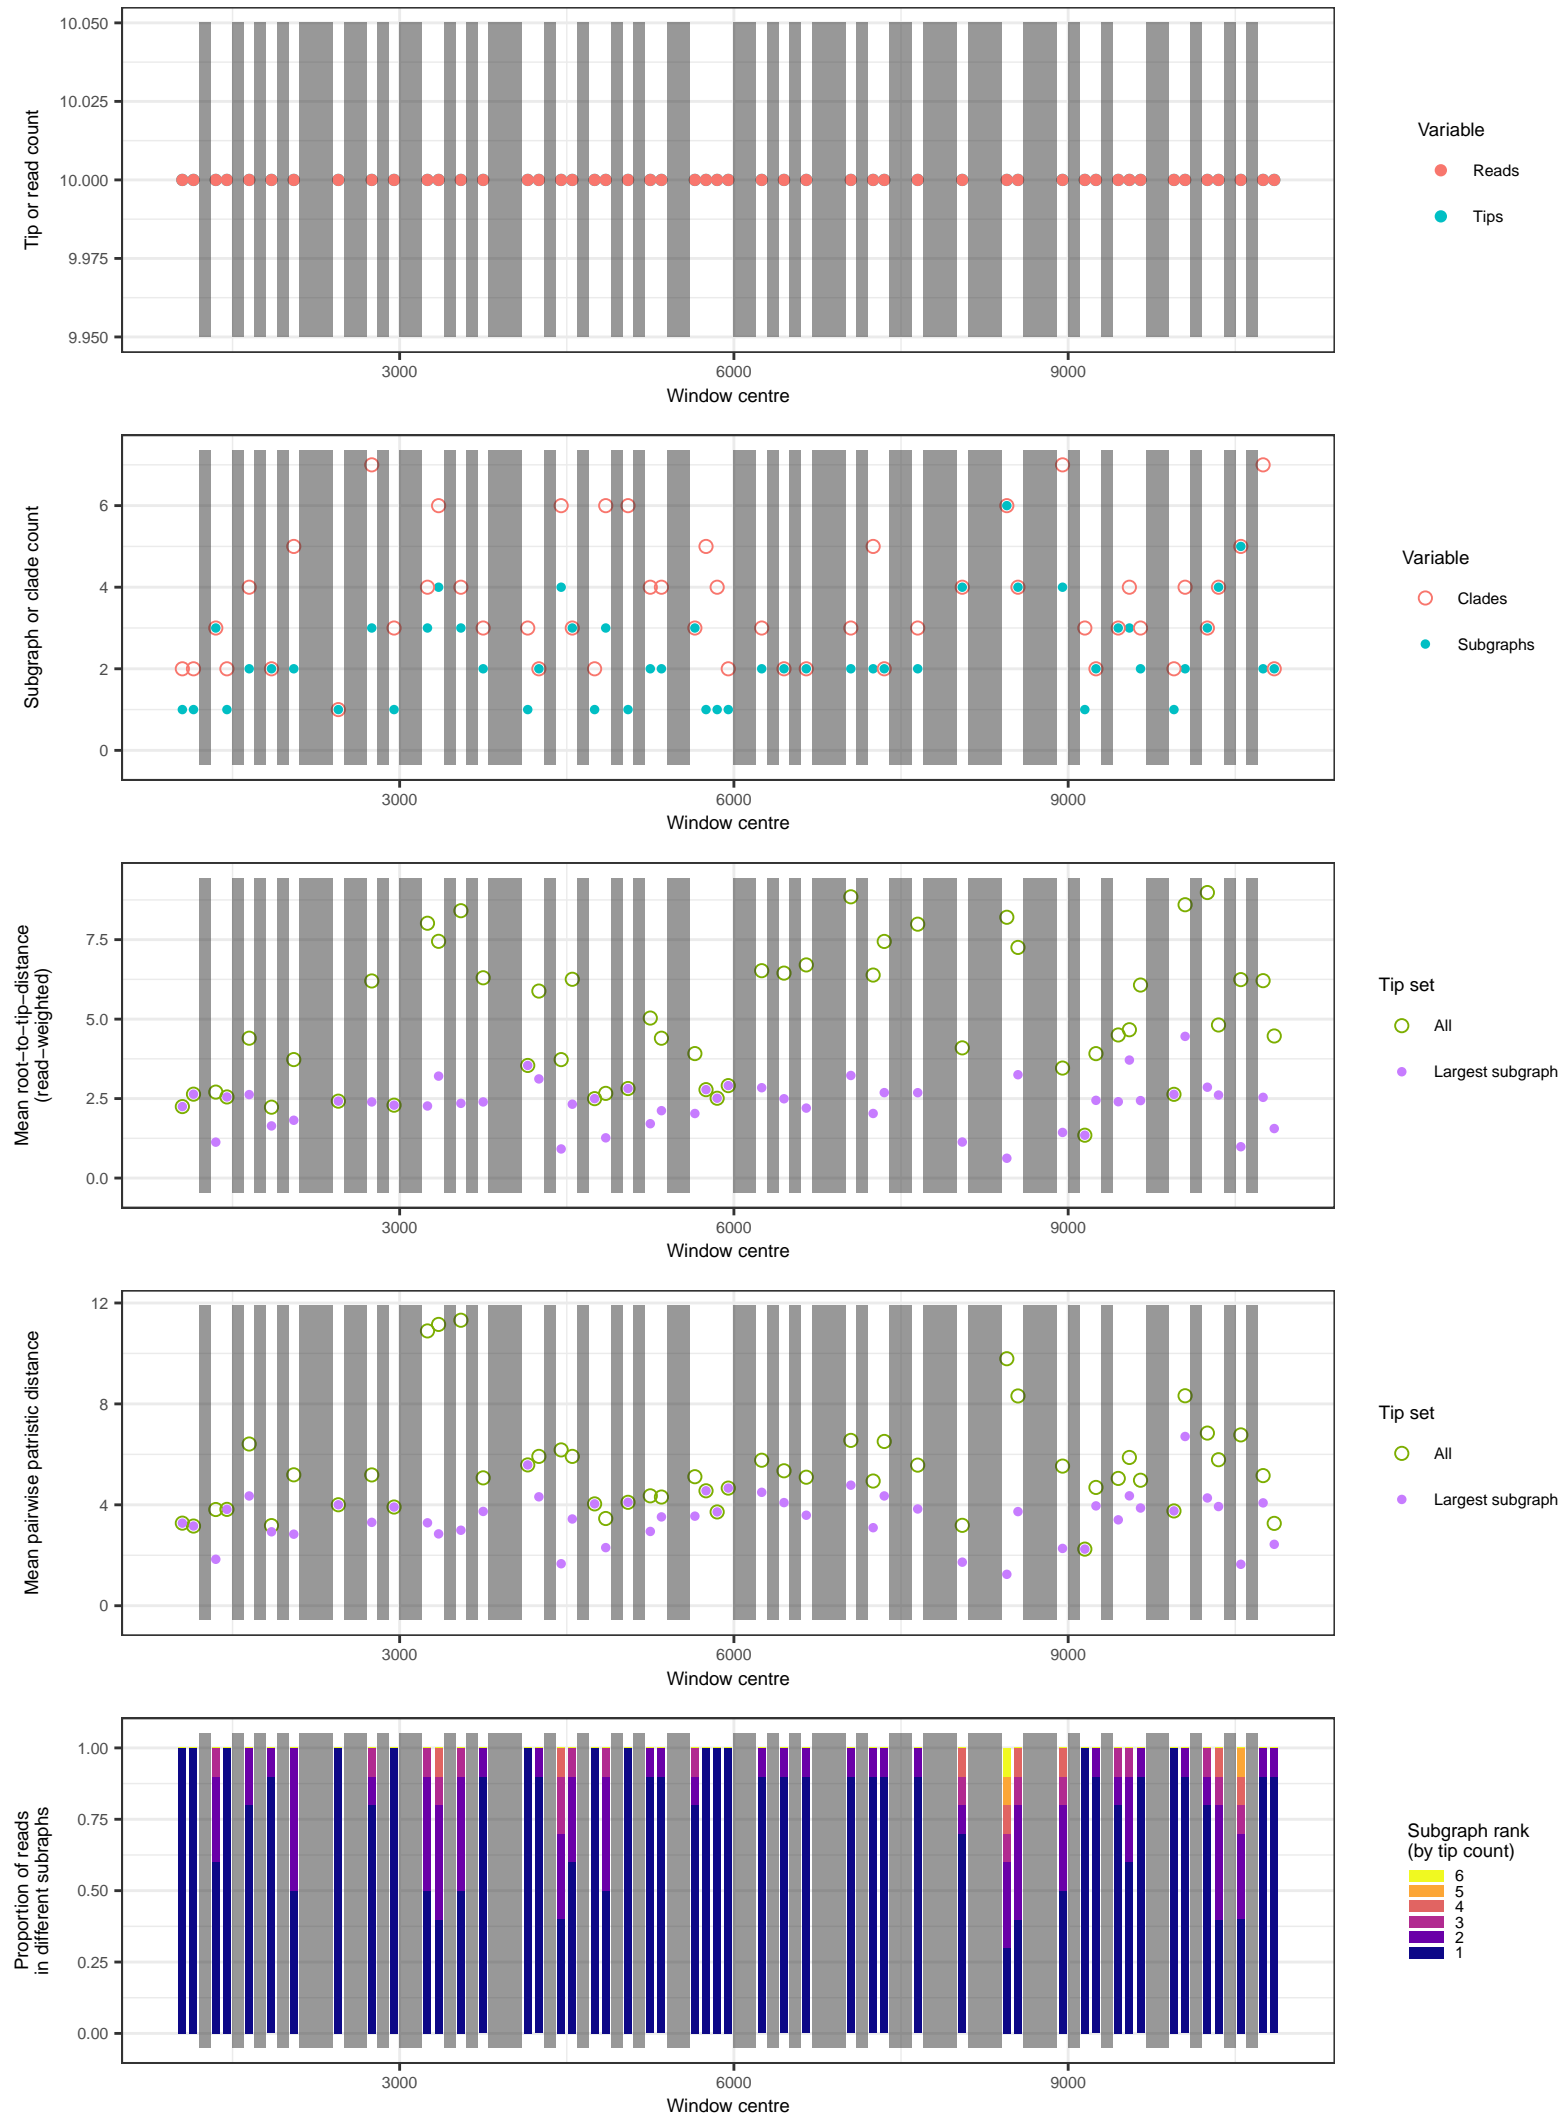 10.050
10.025
10.000
9.975
9.950
Tip or read count
3000 6000 9000
Window centre
Variable
Reads
Tips
6
4
2
0
Subgraph or clade count
3000 6000 9000
Window centre
Variable
Clades
Subgraphs
7.5
5.0
2.5
0.0
Mean root−to−tip−distance
(read−weighted)
3000 6000 9000
Window centre
Tip set
All
Largest subgraph
12
8
4
0
Mean pairwise patristic distance
3000 6000 9000
Window centre
Tip set
All
Largest subgraph
1.00
0.75
0.50
0.25
0.00
Proportion of reads
in different subraphs
3000 6000 9000
Window centre
Subgraph rank
(by tip count)
6
5
4
3
2
1